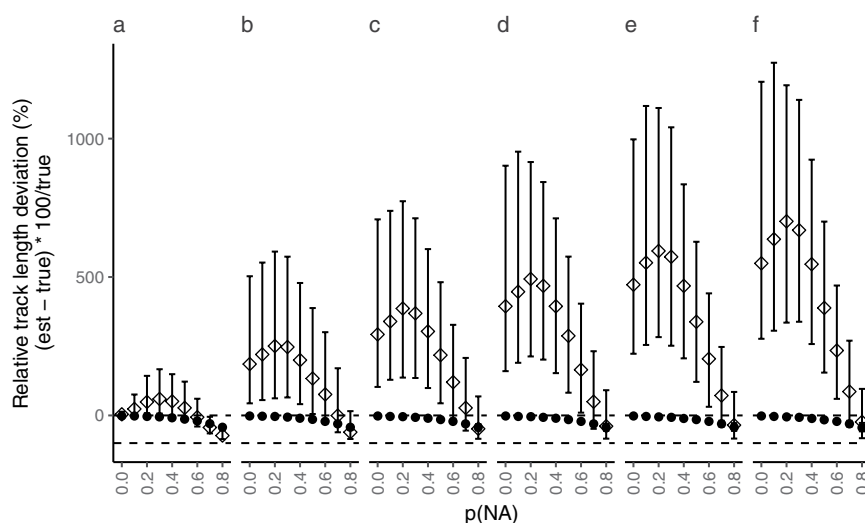 a b c d e f
Relative track length deviation (%)
(est − true) * 100/true
1000
500
0
0.0 0.2 0.4 0.6 0.8 0.0 0.2 0.4 0.6 0.8 0.0 0.2 0.4 0.6 0.8 0.0 0.2 0.4 0.6 0.8 0.0 0.2 0.4 0.6 0.8 0.0 0.2 0.4 0.6 0.8
p(NA)